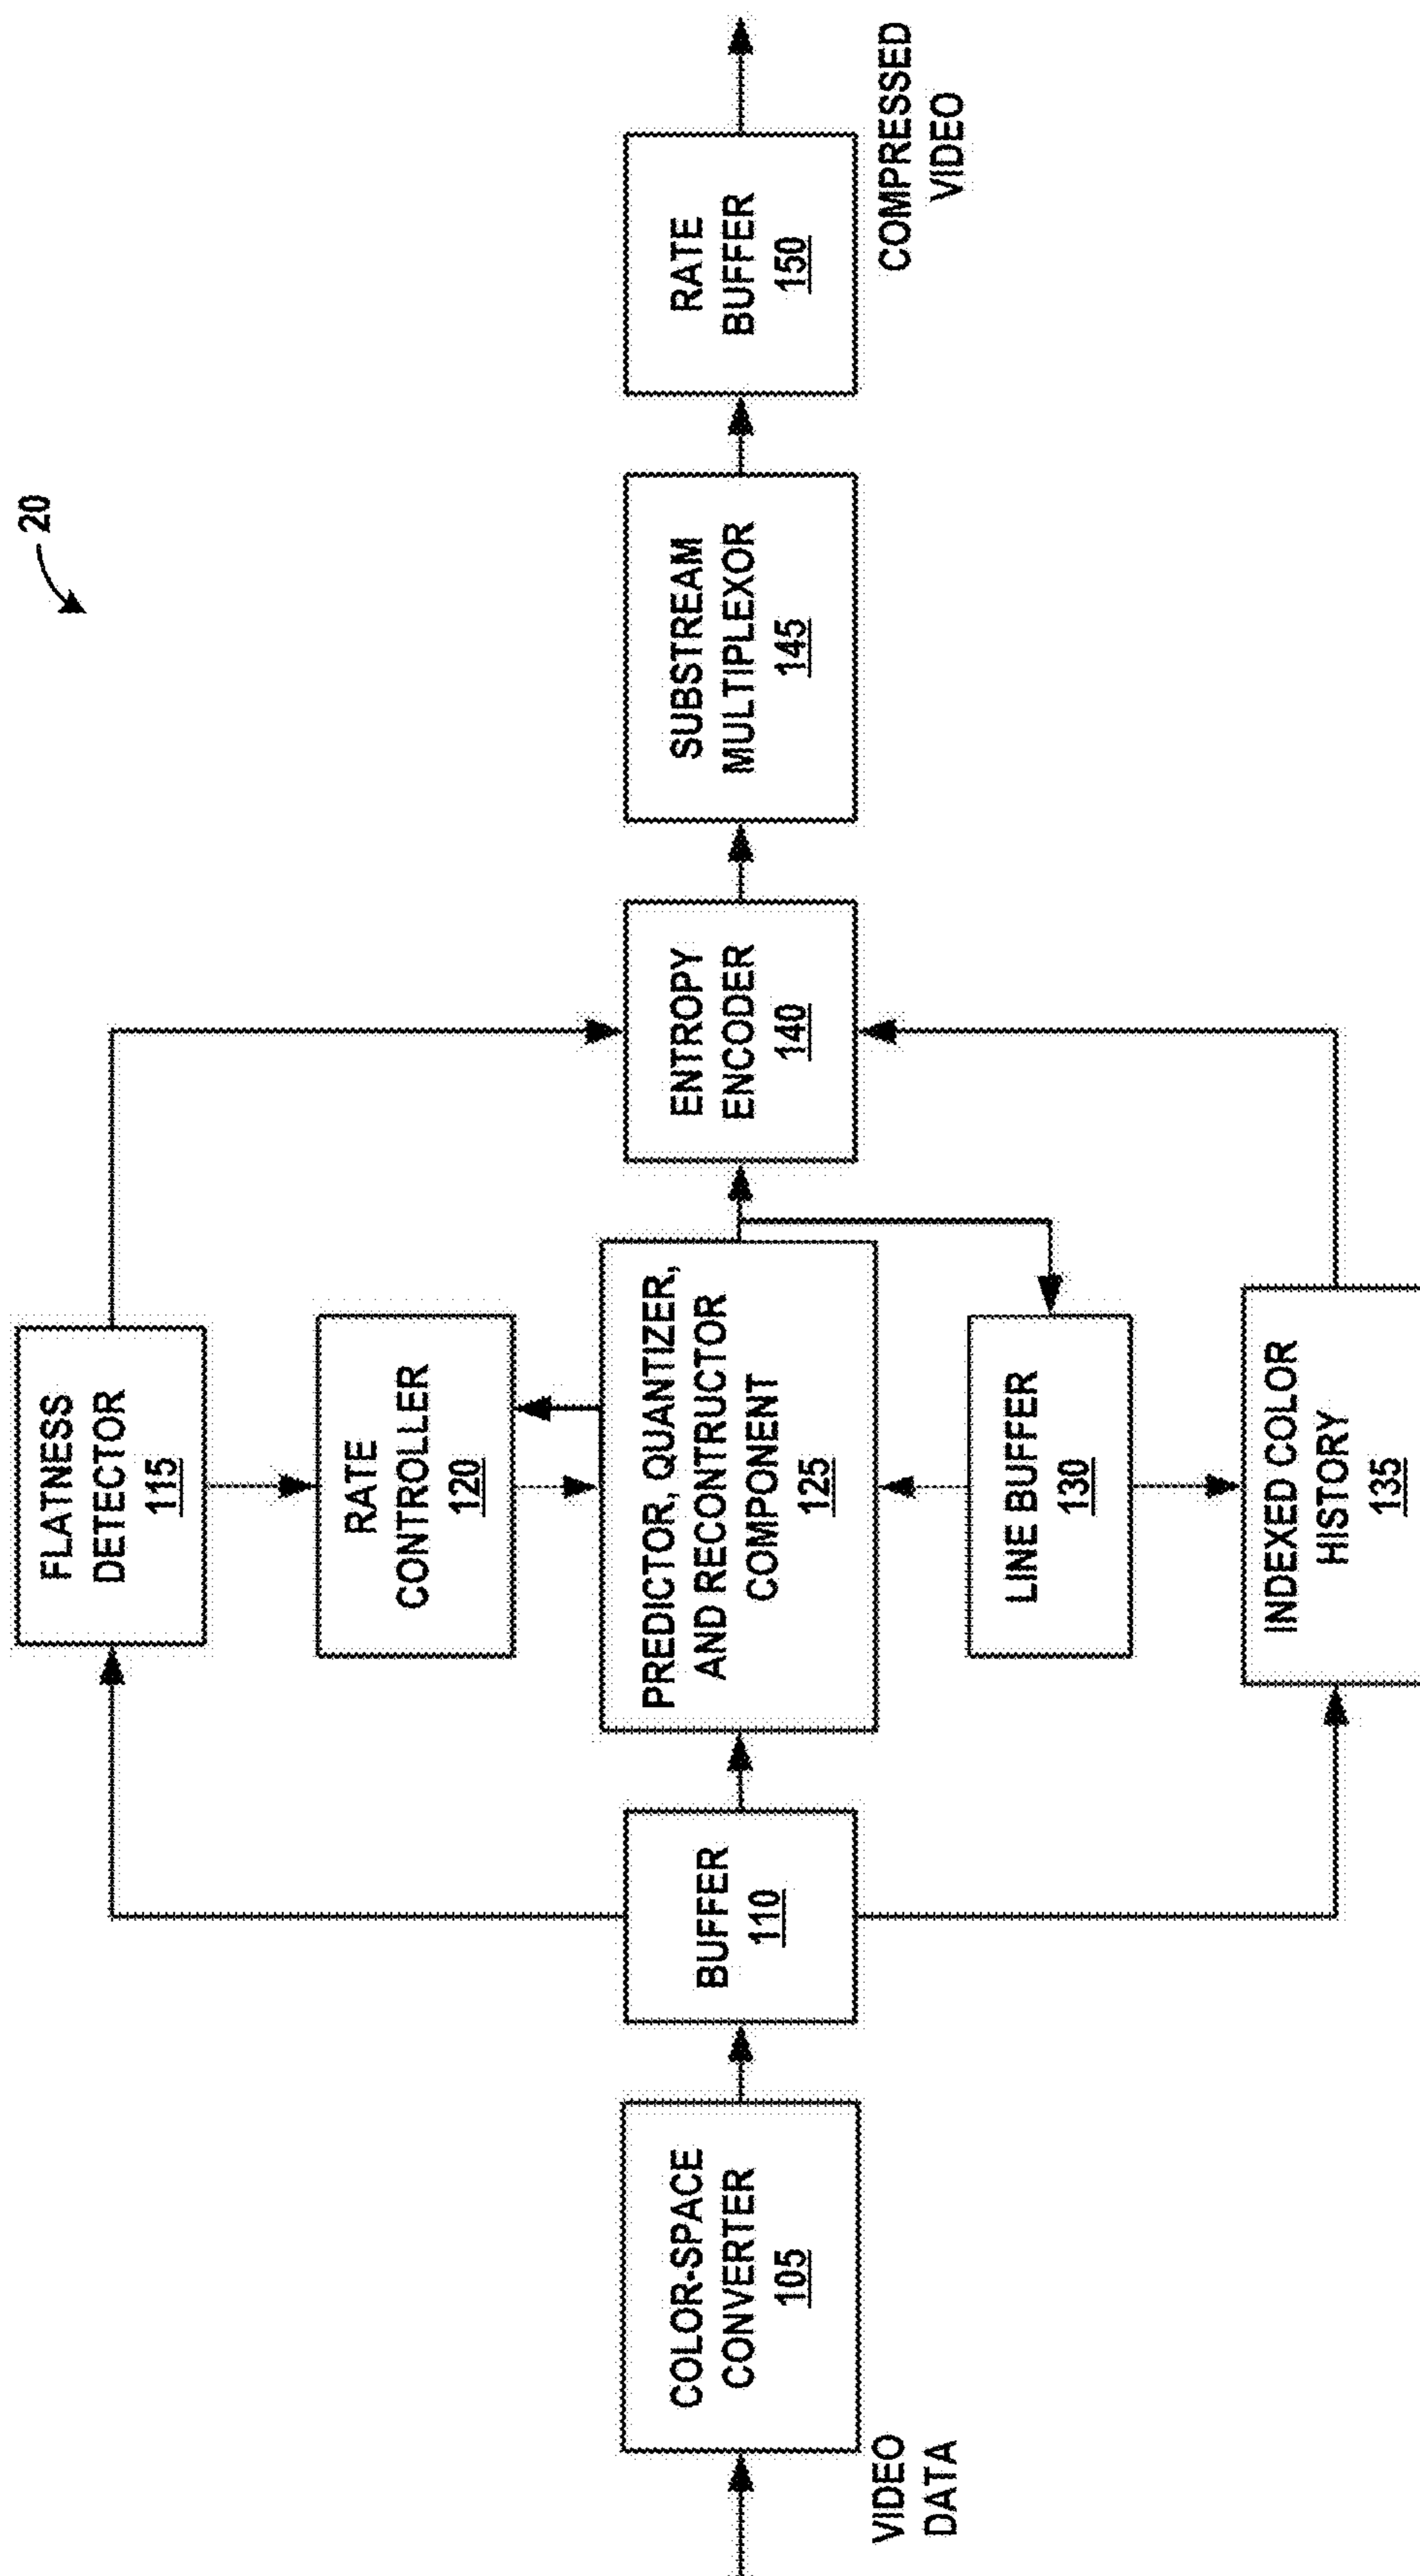 20
VIDEO
DATA
COLOR-SPACE
CONVERTER
105
BUFFER
110
FLATNESS
DETECTOR
115
RATE
CONTROLLER
120
PREDICTOR, QUANTIZER,
AND RECONTRUCTOR
COMPONENT
125
LINE BUFFER
130
INDEXED COLOR
HISTORY
135
ENTROPY
ENCODER
140
SUBSTREAM
MULTIPLEXOR
145
RATE
BUFFER
150
COMPRESSED
VIDEO